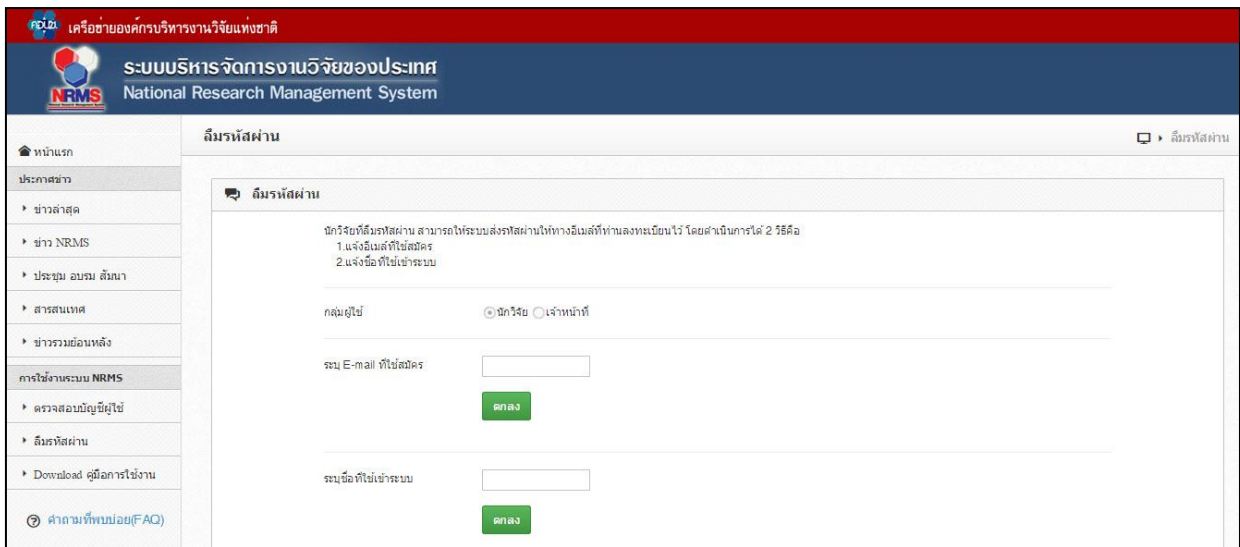 คอบช เครือข่ายองค์กรบริหารงานวิจัยแห่งชาติ
NRMS
ระบบบริหารจัดการงานวิจัยของประเทศ
National Research Management System
ลืมรหัสผ่าน
ลืมรหัสผ่าน
หน้าแรก
ประกาศข่าว
ข่าวล่าสุด
ข่าว NRMS
ประชุม อบรม สัมนา
สารสนเทศ
ข่าวรวมย้อนหลัง
การใช้งานระบบ NRMS
ตรวจสอบบัญชีผู้ใช้
ลืมรหัสผ่าน
Download คู่มือการใช้งาน
คำถามที่พบบ่อย(FAQ)
ลืมรหัสผ่าน
นักวิจัยที่ลืมรหัสผ่าน สามารถให้ระบบส่งรหัสผ่านให้ทางอีเมล์ที่ท่านลงทะเบียนไว้ โดยดำเนินการได้ 2 วิธีคือ
1.แจ้งอีเมล์ที่ใช้สมัคร
2.แจ้งชื่อที่ใช้เข้าระบบ
กลุ่มผู้ใช้ นักวิจัย เจ้าหน้าที่
ระบุ E-mail ที่ใช้สมัคร
ตกลง
ระบุชื่อที่ใช้เข้าระบบ
ตกลง